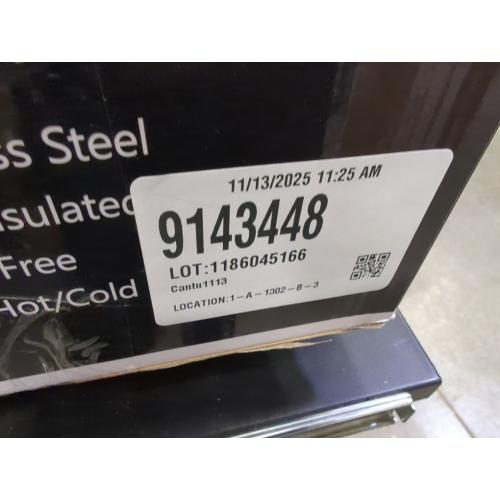 ss Steel
nsulated
Free
Hot/Cold
11/13/2025 11:25 AM
9143448
LOT:1186045166
Cantu1113
LOCATION:1-A-1302-B-3